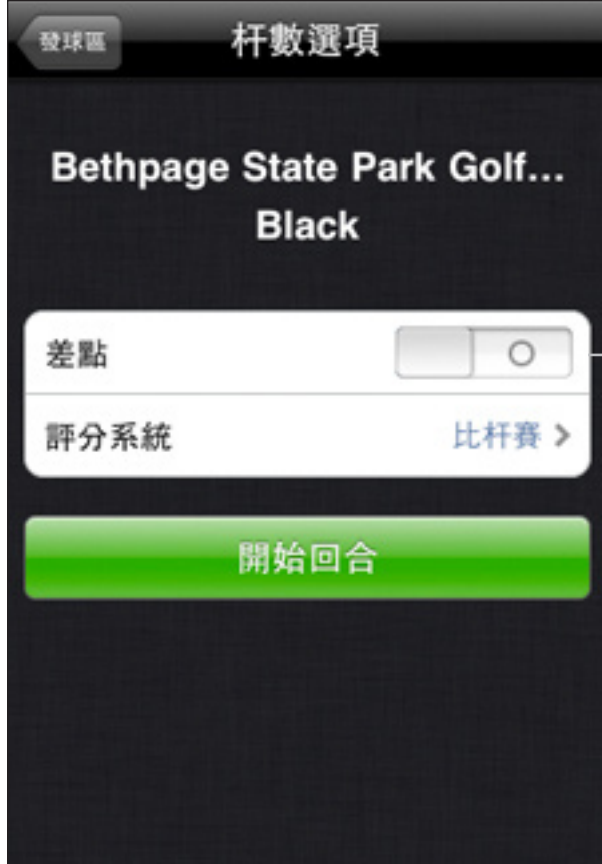 發球區
杆數選項
Bethpage State Park Golf...
Black
差點
評分系統 比杆賽
開始回合